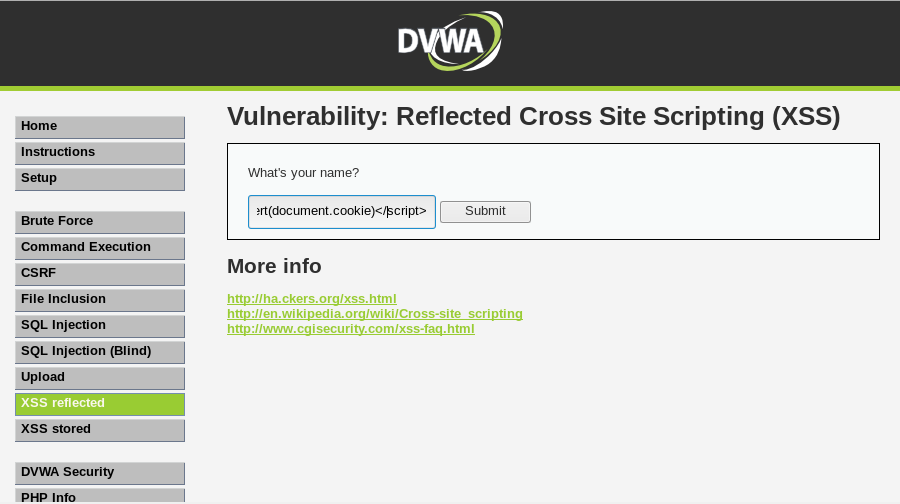 DVWA
Home
Instructions
Setup
Brute Force
Command Execution
CSRF
File Inclusion
SQL Injection
SQL Injection (Blind)
Upload
XSS reflected
XSS stored
DVWA Security
PHP Info
Vulnerability: Reflected Cross Site Scripting (XSS)
What's your name?
ert(document.cookie)</script>
Submit
More info
http://ha.ckers.org/xss.html
http://en.wikipedia.org/wiki/Cross-site_scripting
http://www.cgisecurity.com/xss-faq.html